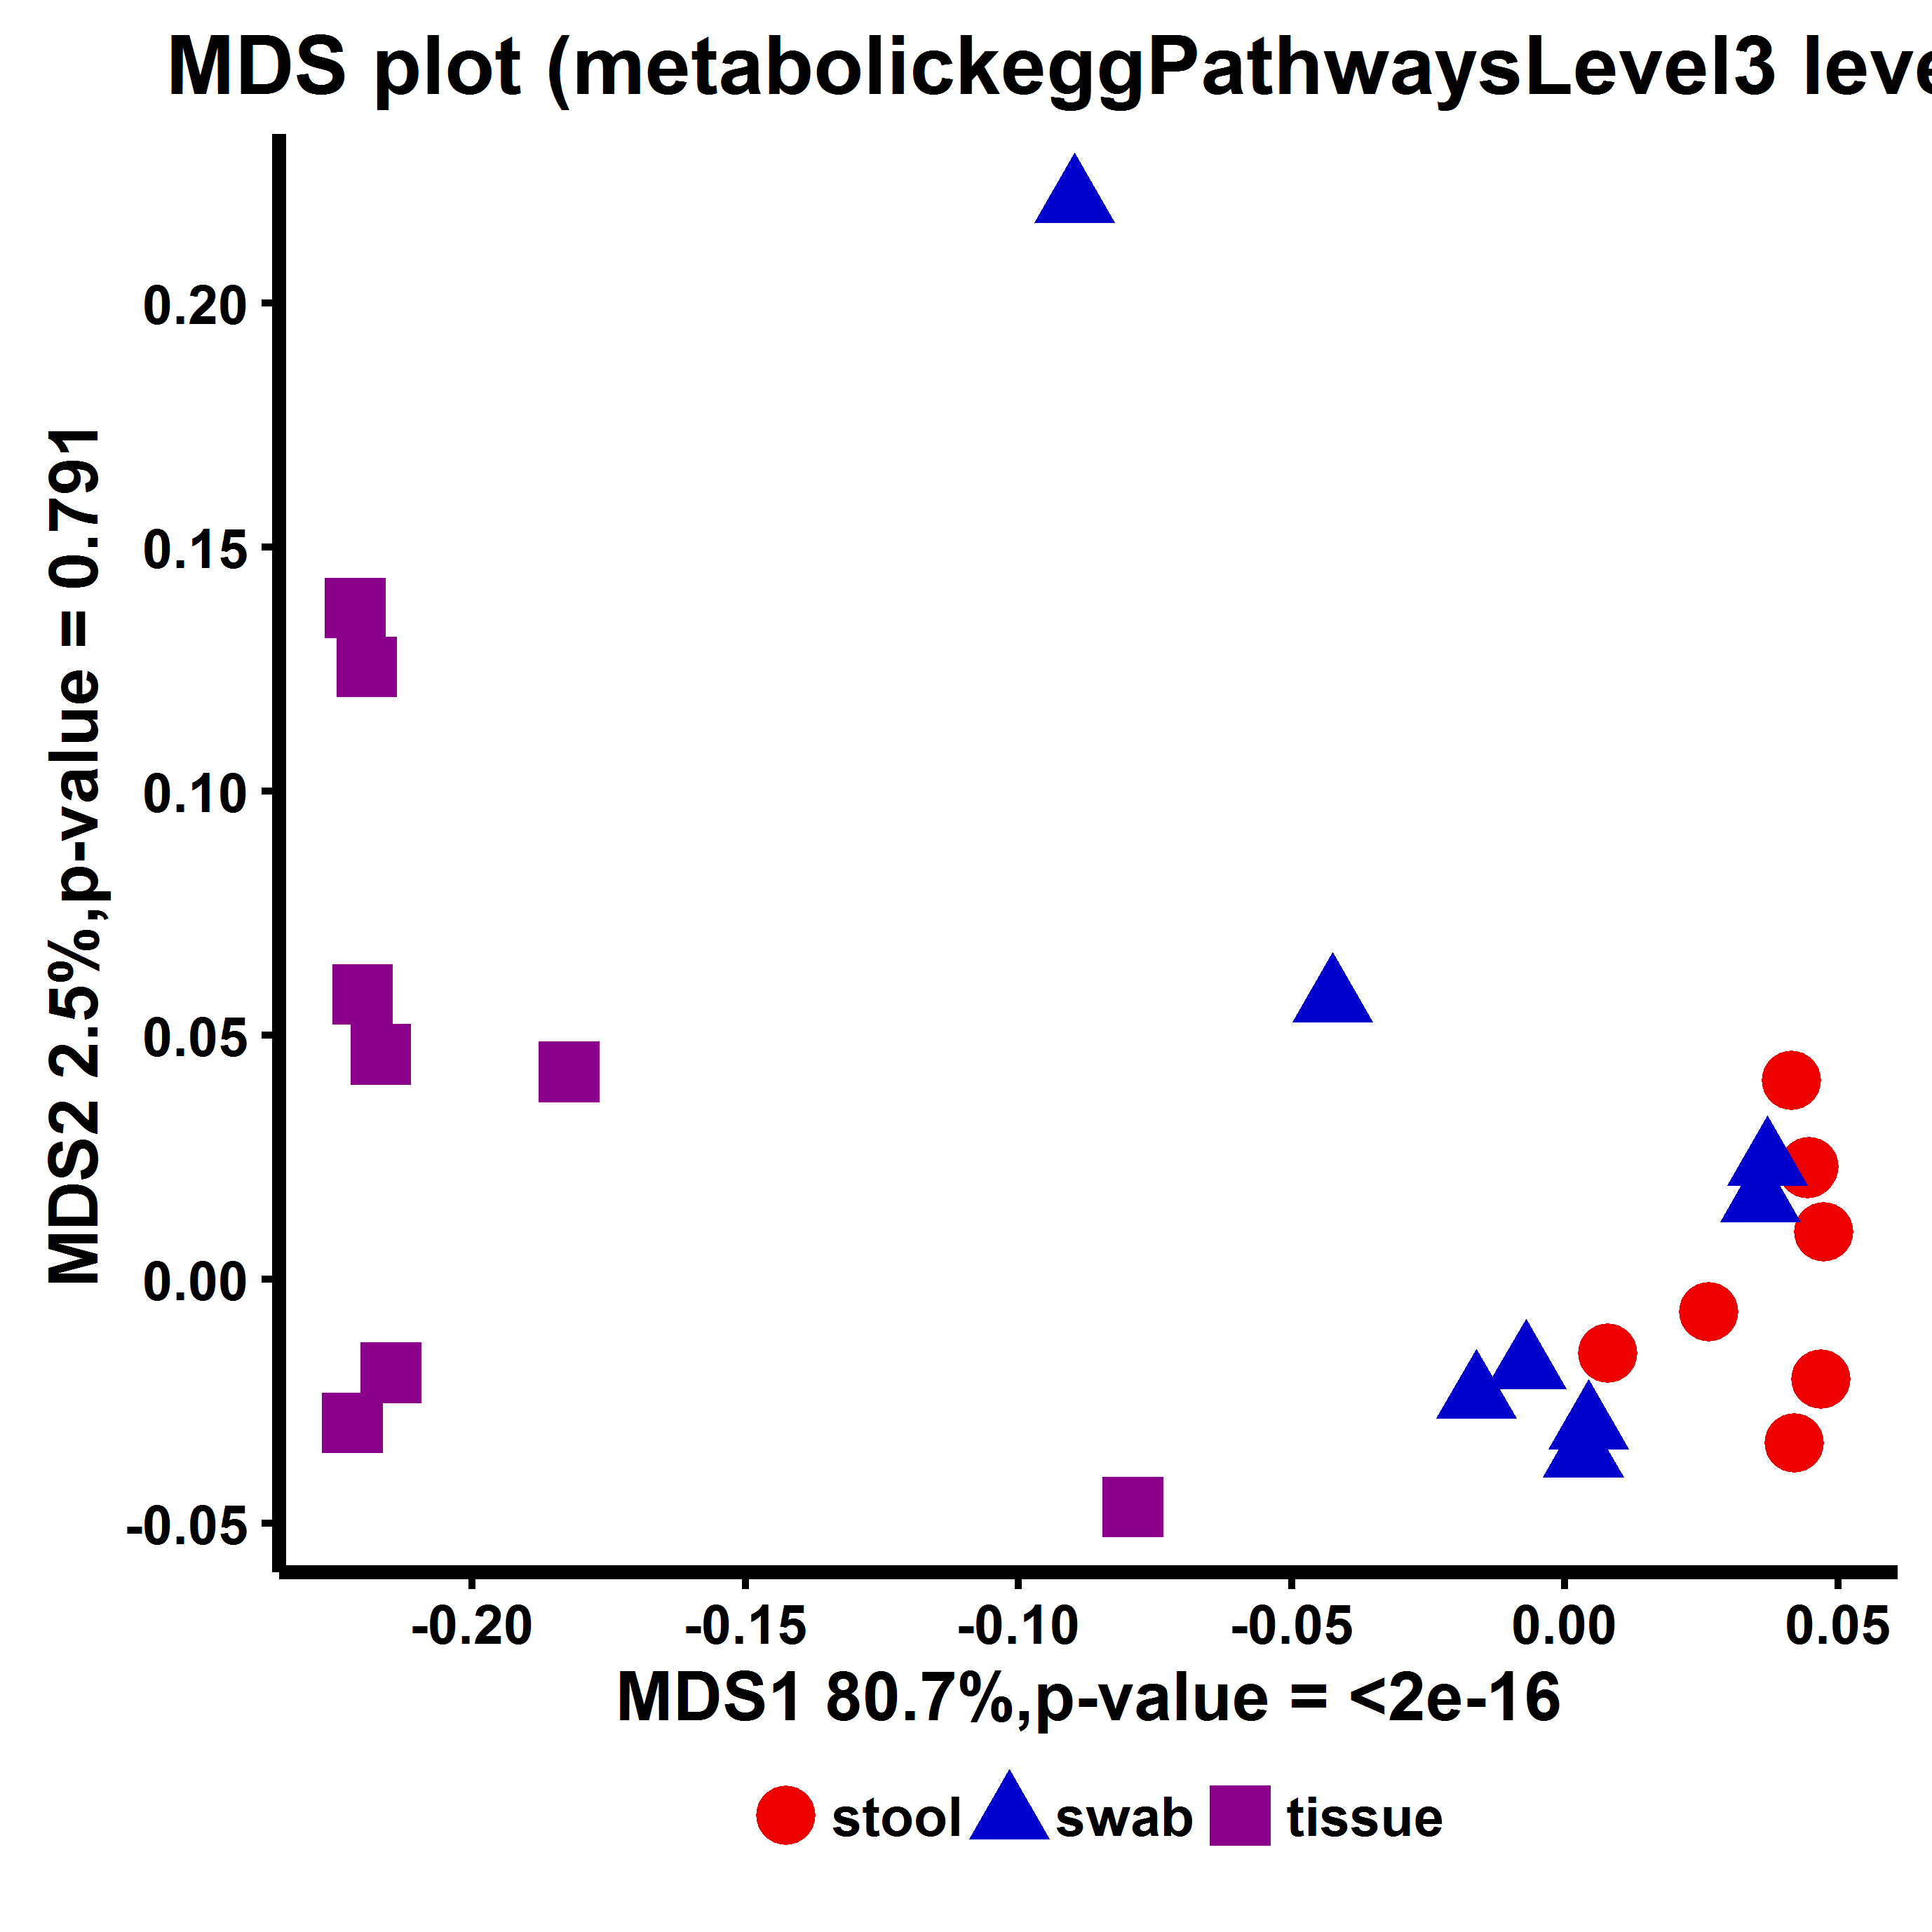 MDS plot (metabolickeggPathwaysLevel3 leve
MDS2 2.5%,p-value = 0.791
0.20
0.15
0.10
0.05
0.00
-0.05
-0.20 -0.15 -0.10 -0.05 0.00 0.05
MDS1 80.7%,p-value = <2e-16
stool swab tissue